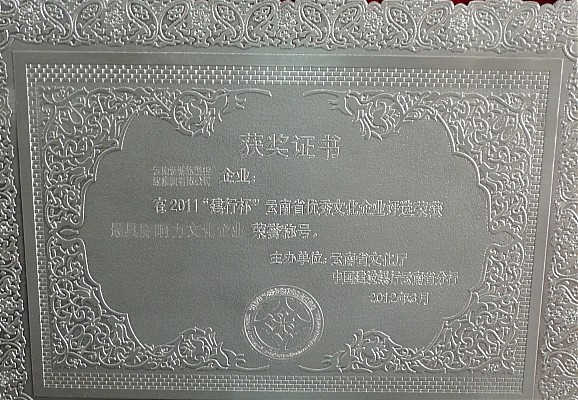 获奖证书
企业：
在2011“建行杯”云南省优秀文化企业评选荣获
最具影响力文化企业 荣誉称号。
主办单位：云南省文化厅
中国建设银行云南省分行
2012年3月